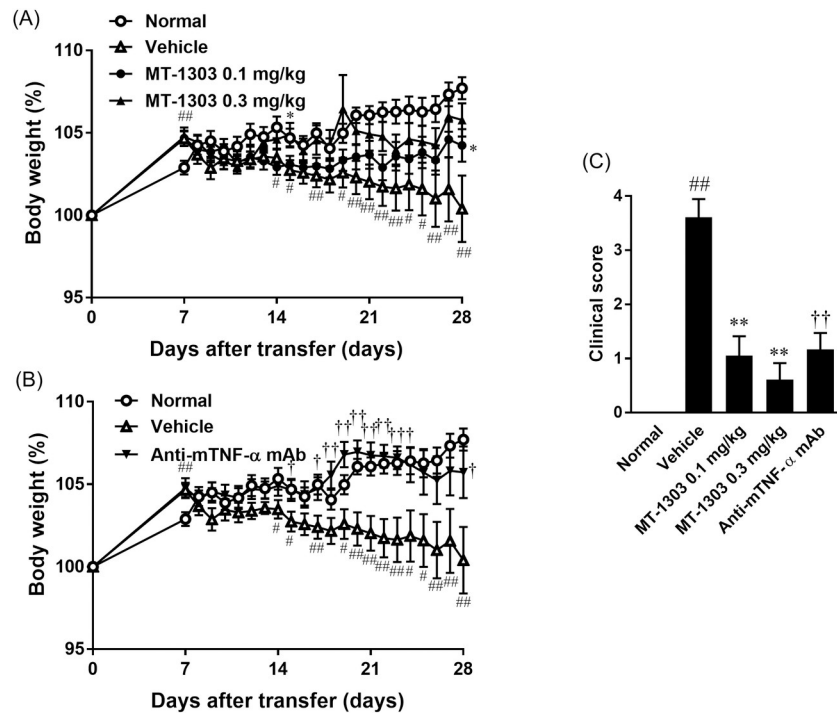 (A)
Normal
Vehicle
MT-1303 0.1 mg/kg
MT-1303 0.3 mg/kg
Body weight (%)
110
105
100
95
## * *
# # ## # ## ## ## ## # # ## ## ##
0 7 14 21 28
Days after transfer (days)
(B)
Normal
Vehicle
Anti-mTNF-α mAb
Body weight (%)
110
105
100
95
## † † †† †† †† †† †† ††† †
# # ## # ## ## ## ## # # ## ## ##
0 7 14 21 28
Days after transfer (days)
(C)
Clinical score
4
3
2
1
0
## ** ** ††
Normal
Vehicle
MT-1303 0.1 mg/kg
MT-1303 0.3 mg/kg
Anti-mTNF-α mAb